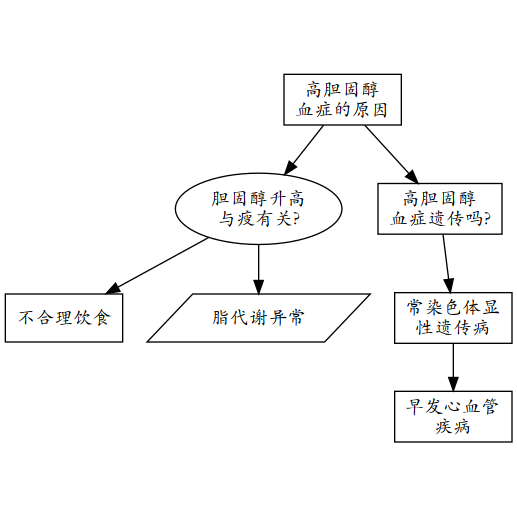 高胆固醇
血症的原因
胆固醇升高
与疫有关?
高胆固醇
血症遗传吗?
不合理饮食
脂代谢异常
常染色体显
性遗传病
早发心血管
疾病